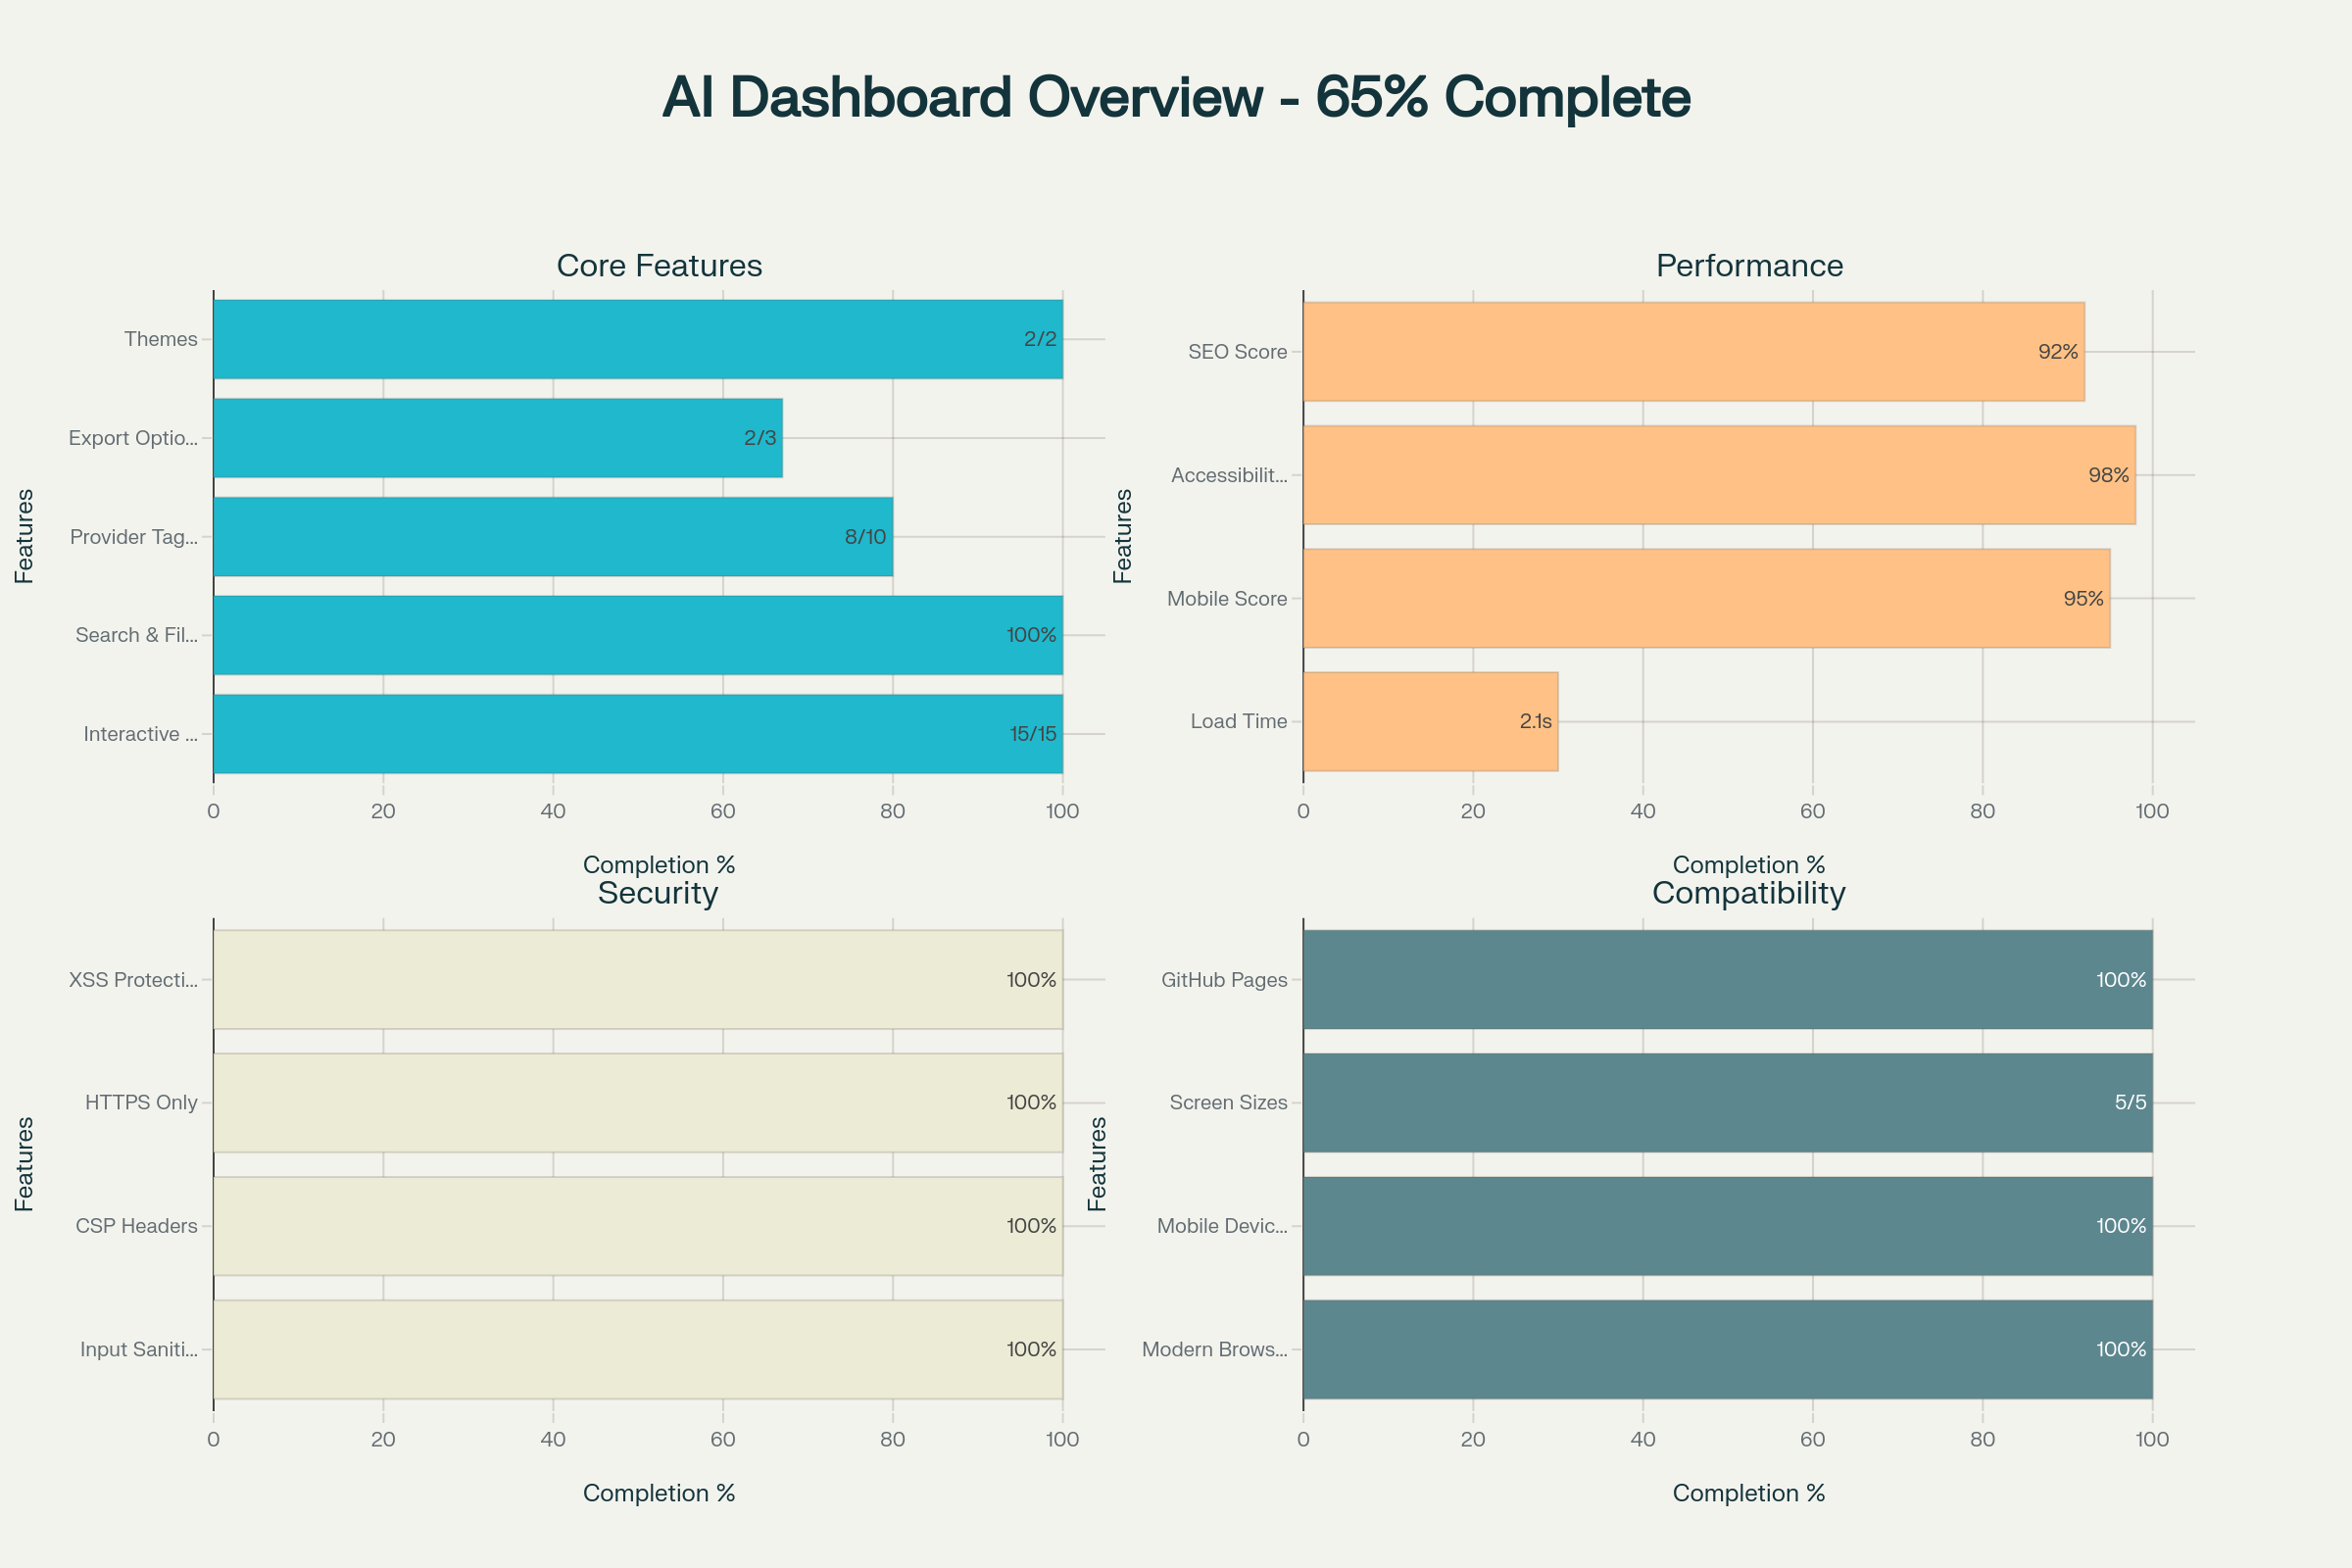 AI Dashboard Overview - 65% Complete
Core Features
Features
Themes
2/2
Export Optio...
2/3
Provider Tag...
8/10
Search & Fil...
100%
Interactive ...
15/15
0 20 40 60 80 100
Completion %
Performance
Features
SEO Score
92%
Accessibilit...
98%
Mobile Score
95%
Load Time
2.1s
0 20 40 60 80 100
Completion %
Security
Features
XSS Protecti...
100%
HTTPS Only
100%
CSP Headers
100%
Input Saniti...
100%
0 20 40 60 80 100
Completion %
Compatibility
Features
GitHub Pages
100%
Screen Sizes
5/5
Mobile Devic...
100%
Modern Brows...
100%
0 20 40 60 80 100
Completion %